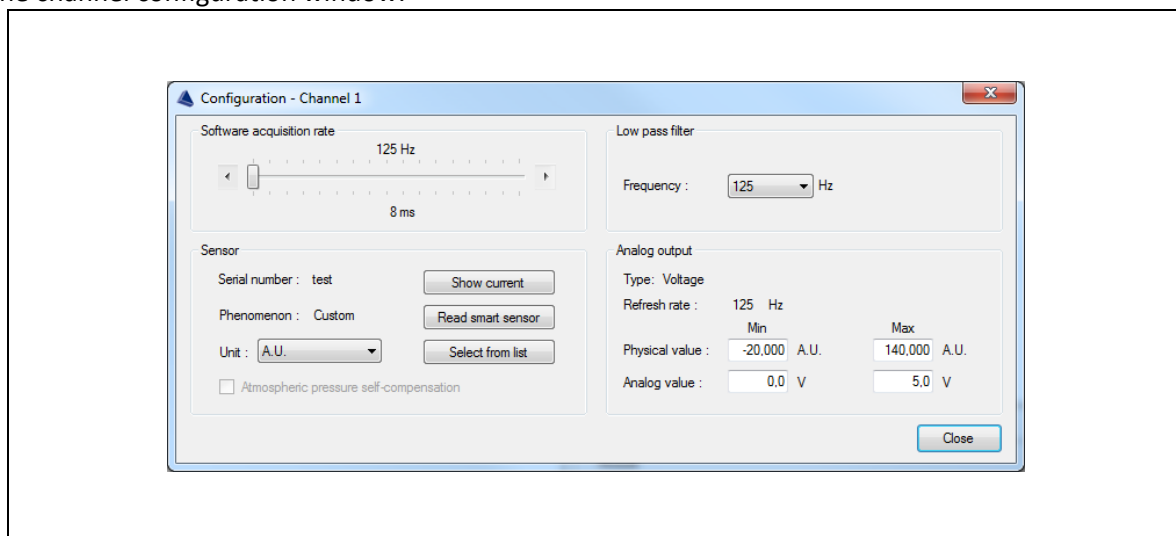 Configuration - Channel 1
Software acquisition rate
125 Hz
8 ms
Low pass filter
Frequency : 125 Hz
Sensor
Serial number : test
Show current
Phenomenon : Custom
Read smart sensor
Unit : A.U.
Select from list
Atmospheric pressure self-compensation
Analog output
Type: Voltage
Refresh rate : 125 Hz
Min Max
Physical value : -20,000 A.U. 140,000 A.U.
Analog value : 0,0 V 5,0 V
Close